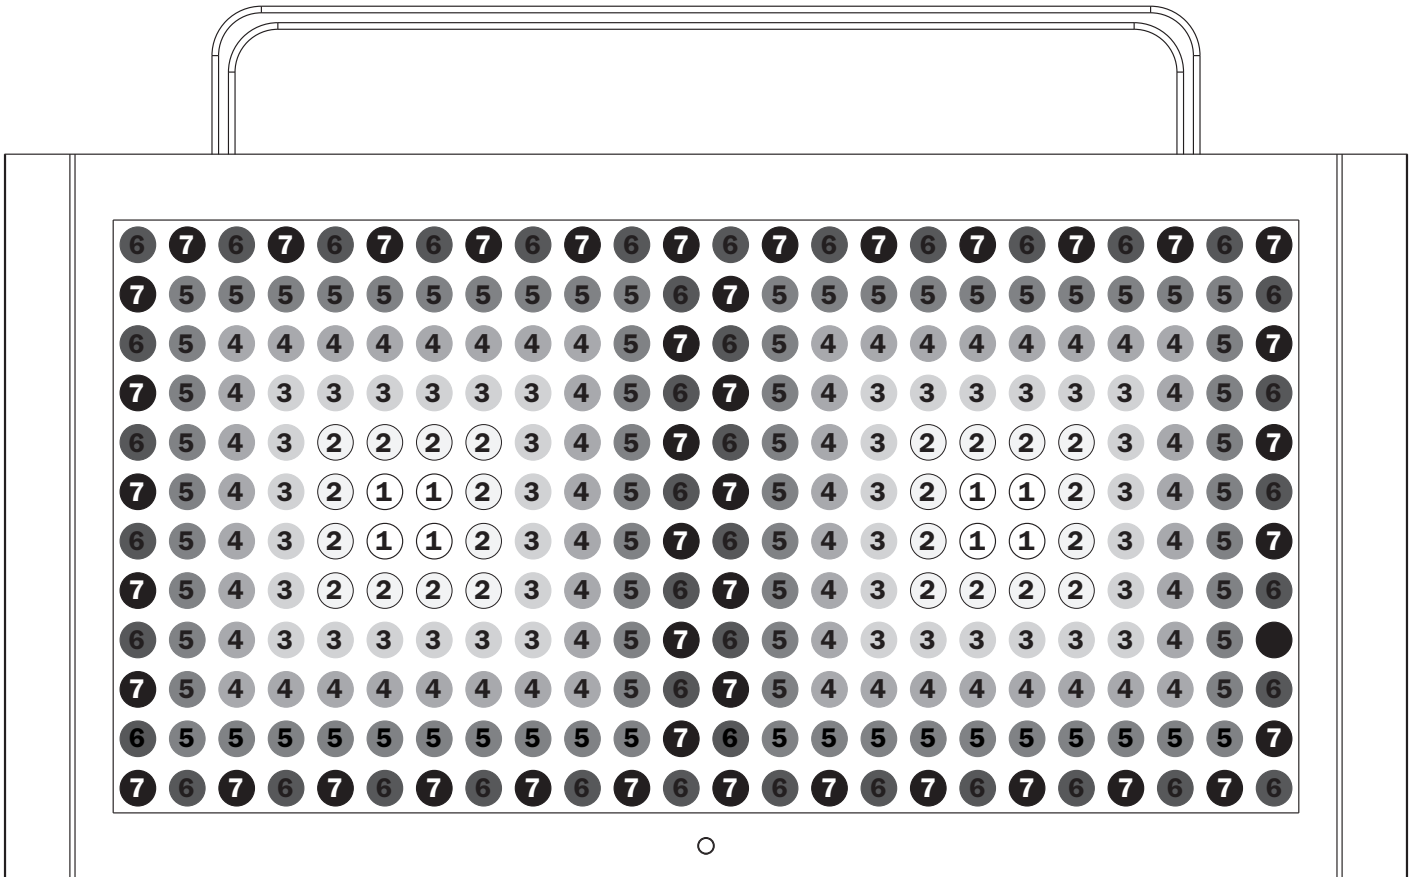 6 7 6 7 6 7 6 7 6 7 6 7 6 7 6 7 6 7 6 7 6 7 6 7
7 5 5 5 5 5 5 5 5 5 5 6 7 5 5 5 5 5 5 5 5 5 5 6
6 5 4 4 4 4 4 4 4 4 5 7 6 5 4 4 4 4 4 4 4 4 5 7
7 5 4 3 3 3 3 3 3 4 5 6 7 5 4 3 3 3 3 3 3 4 5 6
6 5 4 3 2 2 2 2 3 4 5 7 6 5 4 3 2 2 2 2 3 4 5 7
7 5 4 3 2 1 1 2 3 4 5 6 7 5 4 3 2 1 1 2 3 4 5 6
6 5 4 3 2 1 1 2 3 4 5 7 6 5 4 3 2 1 1 2 3 4 5 7
7 5 4 3 2 2 2 2 3 4 5 6 7 5 4 3 2 2 2 2 3 4 5 6
6 5 4 3 3 3 3 3 3 4 5 7 6 5 4 3 3 3 3 3 3 4 5
7 5 4 4 4 4 4 4 4 4 5 6 7 5 4 4 4 4 4 4 4 4 5 6
6 5 5 5 5 5 5 5 5 5 5 7 6 5 5 5 5 5 5 5 5 5 5 7
7 6 7 6 7 6 7 6 7 6 7 6 7 6 7 6 7 6 7 6 7 6 7 6